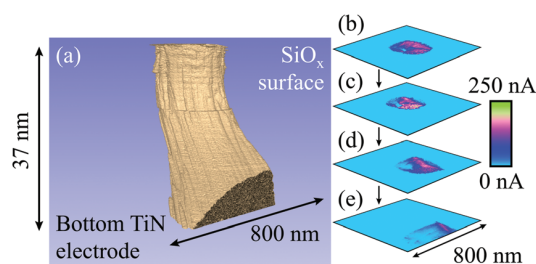 (a)
SiOx
surface
37 nm
Bottom TiN
electrode
800 nm
(b)
(c)
(d)
(e)
250 nA
0 nA
800 nm